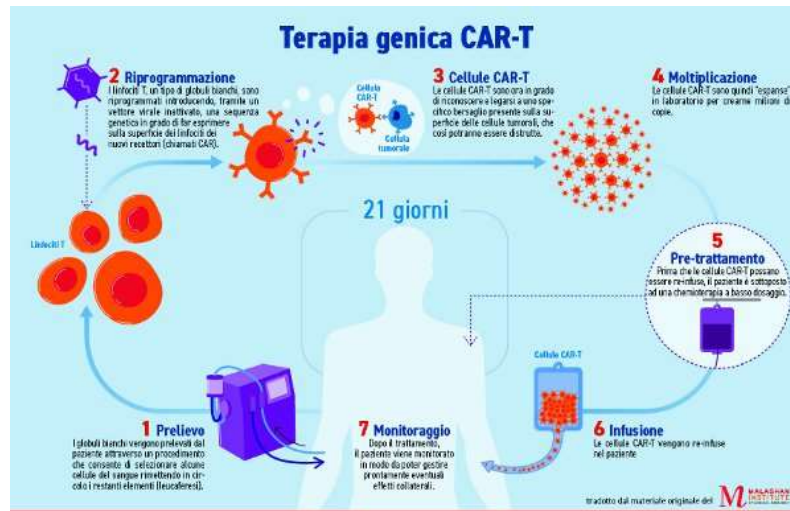 Terapia genica CAR-T
2 Riprogrammazione
I linfociti T, un tipo di globuli bianchi, sono
riprogrammati introducendo, tramite un
vettore virale inattivato, una sequenza
genetica in grado di far esprimere
sulla superficie dei linfociti dei
nuovi recettori (chiamati CAR).
Cellula
CAR-T
Cellula
tumorale
3 Cellule CAR-T
Le cellule CAR-T sono ora in grado
di riconoscere e legarsi a uno spe-
cifico bersaglio presente sulla su-
perficie delle cellule tumorali, che
così potranno essere distrutte.
4 Moltiplicazione
Le cellule CAR-T sono quindi "espanse"
in laboratorio per crearne milioni di
copie.
Linfociti T
21 giorni
5
Pre-trattamento
Prima che le cellule CAR-T possano
essere re-infuse, il paziente è sottoposto
ad una chemioterapia a basso dosaggio.
Cellule CAR-T
1 Prelievo
I globuli bianchi vengono prelevati dal
paziente attraverso un procedimento
che consente di selezionare alcune
cellule del sangue rimettendo in cir-
colo i restanti elementi (leucaferesi).
7 Monitoraggio
Dopo il trattamento,
il paziente viene monitorato
in modo da poter gestire
prontamente eventuali
effetti collaterali.
6 Infusione
Le cellule CAR-T vengono re-infuse
nel paziente
tradotto dal materiale originale del
MALAGHAN
INSTITUTE